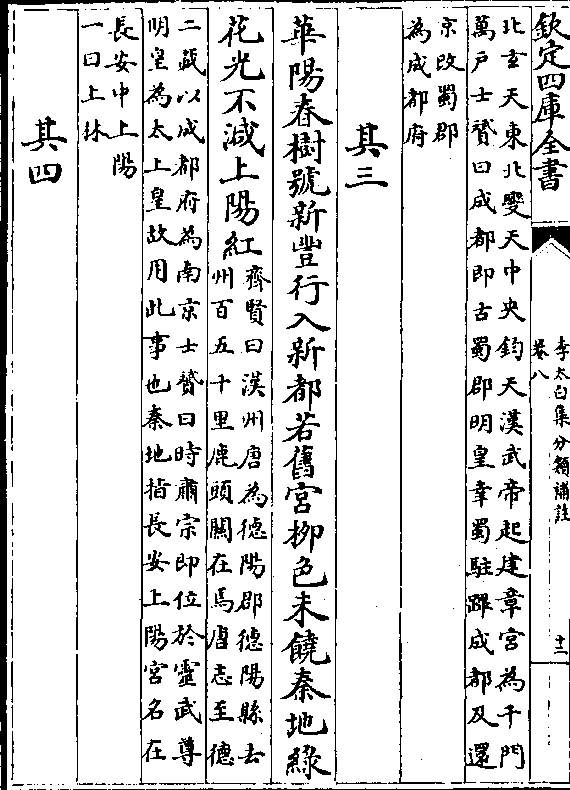 欽定四庫全書
李太白集分類補註
卷八
十三
北玄天東北變天中央鈞天漢武帝起建章宮為千門
萬戶士贇曰成都即古蜀郡明皇幸蜀駐蹕成都及還
京改蜀郡
為成都府
其三
華陽春樹號新豐行入新都若舊宮柳色未饒秦地綠
花光不減上陽紅
齊賢曰漢州唐為德陽郡德陽縣去
州百五十里鹿頭關在焉唐志至德
二載以成都府為南京士贇曰時肅宗即位於靈武尊
明皇為太上皇故用此事也秦地指長安上陽宮名在
長安中上陽
一曰上林
其四